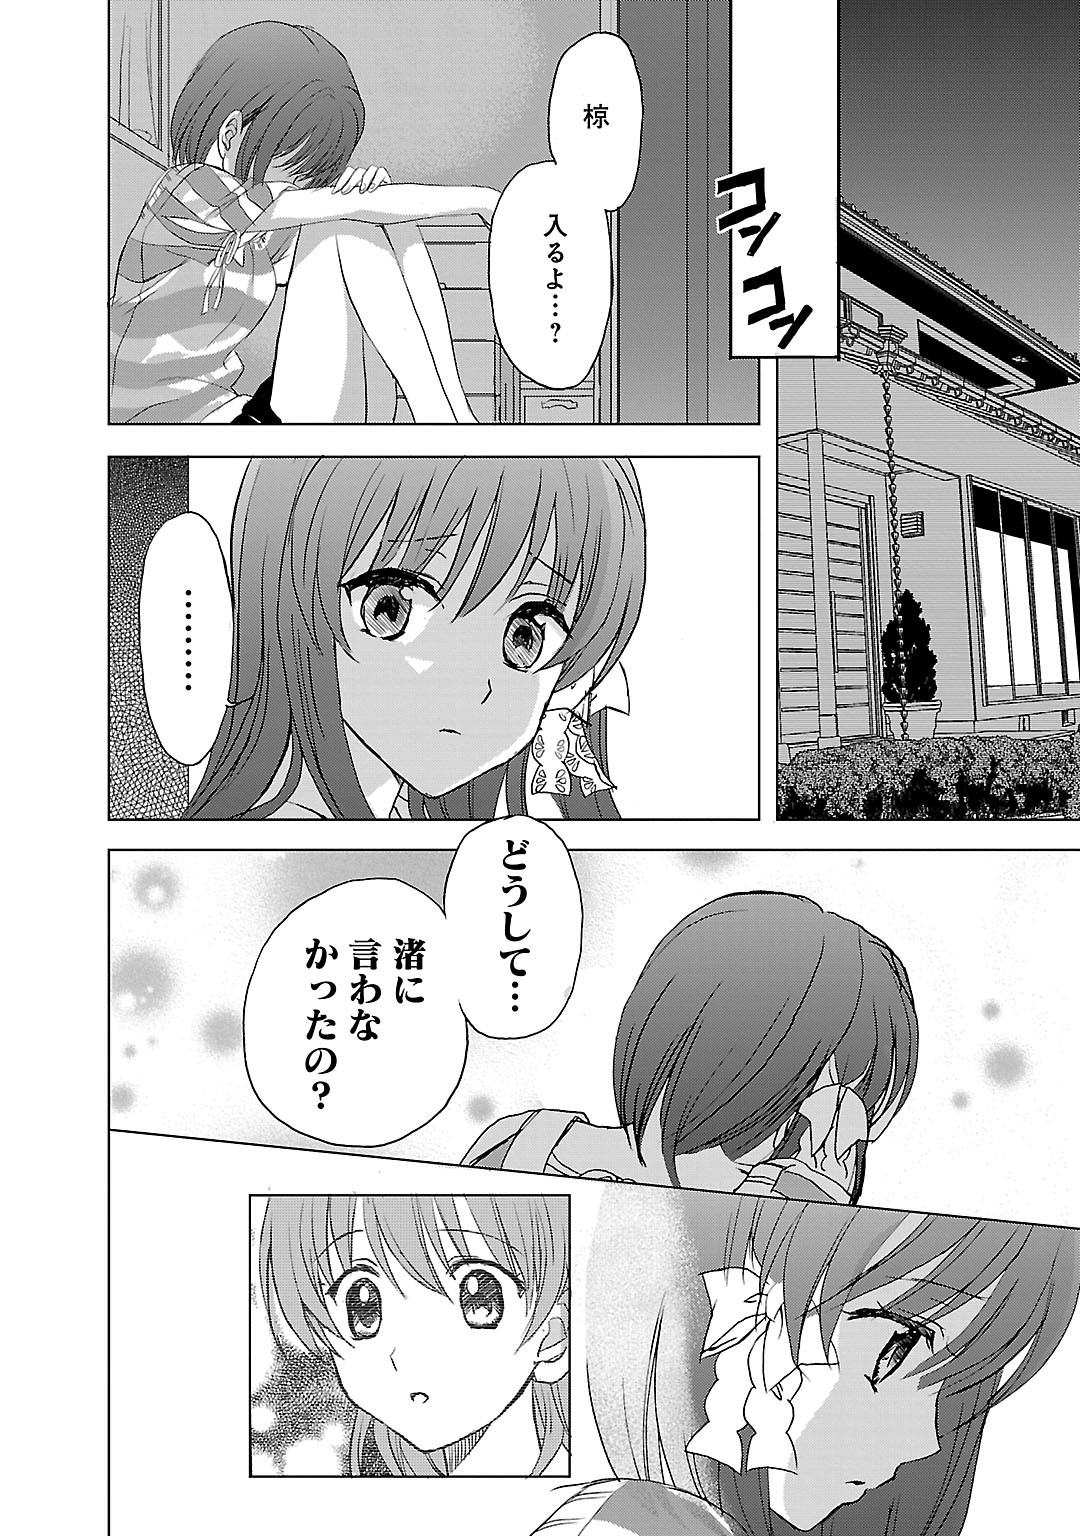 コン
コン
椋
入るよ…?
………
どうして…
渚に
言わな
かったの?